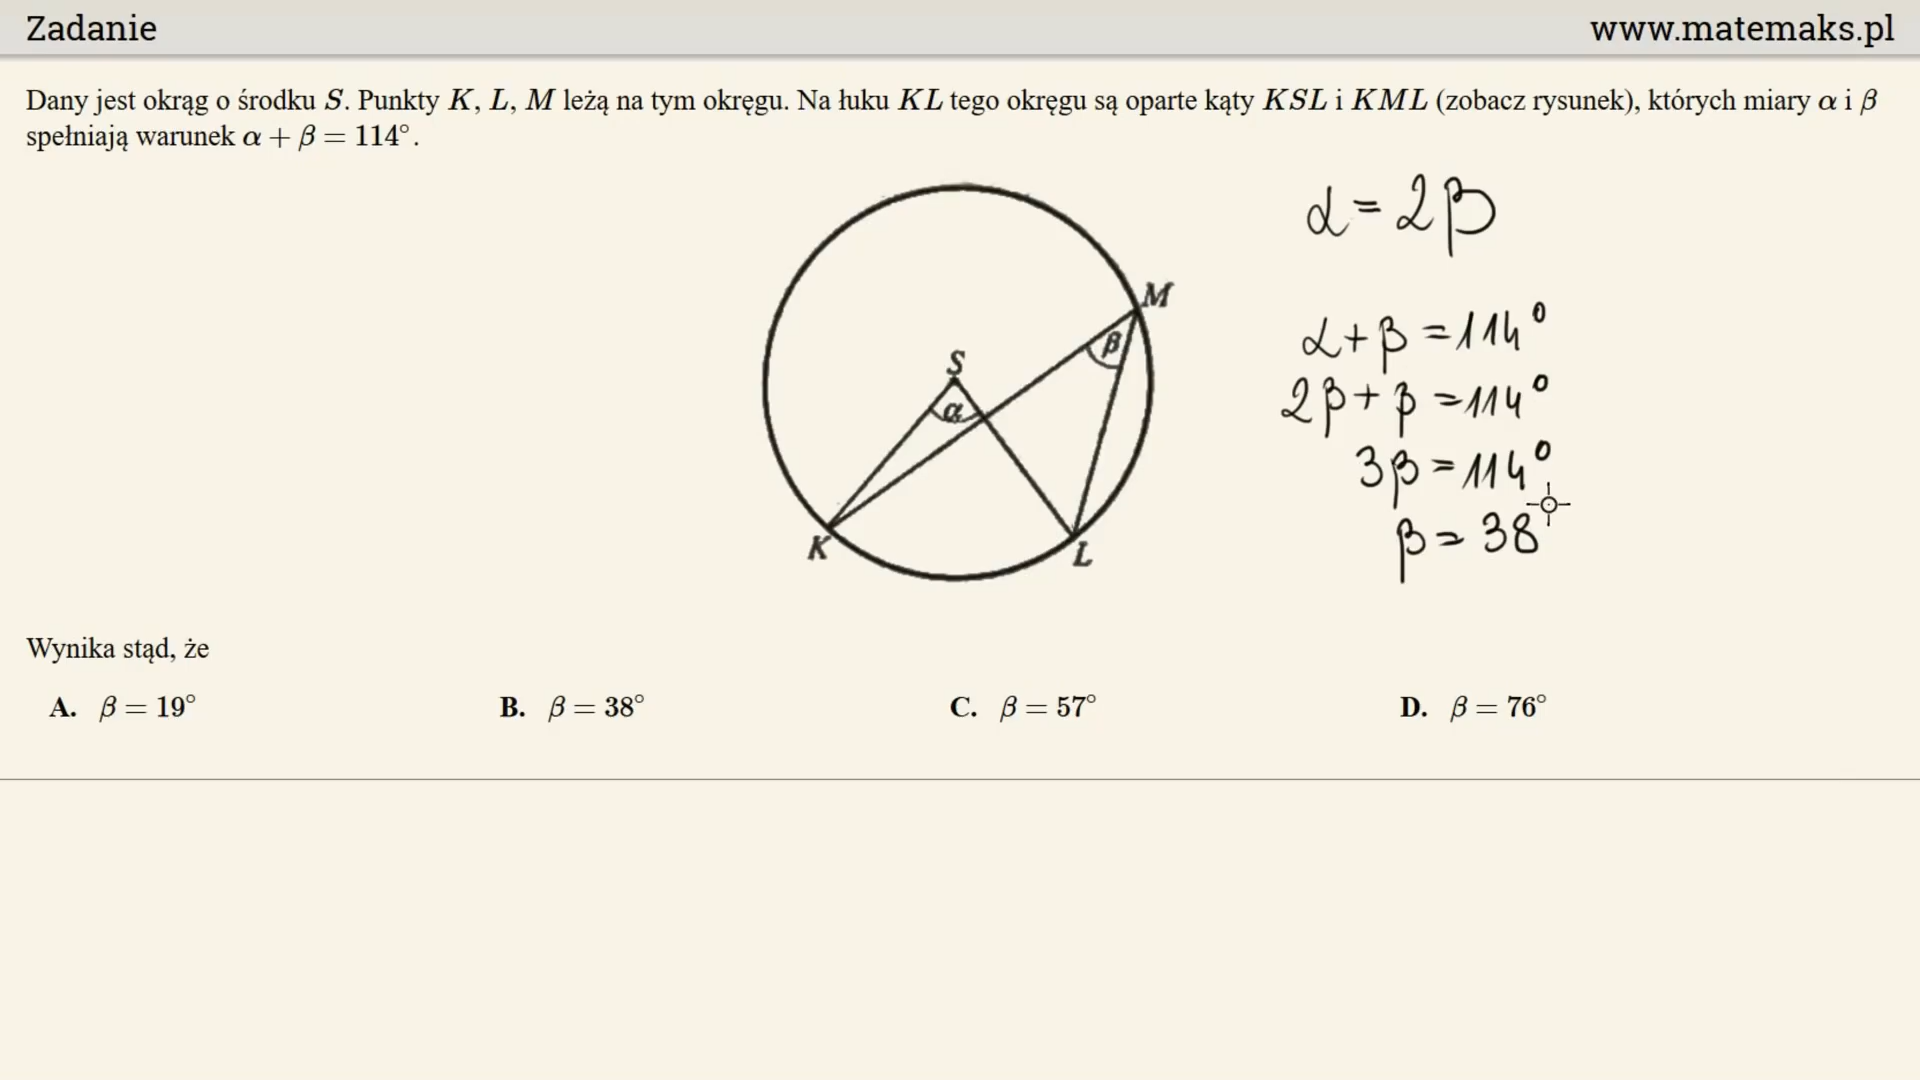 Zadanie
www.matemaks.pl
Dany jest okrąg o środku S. Punkty K, L, M leżą na tym okręgu. Na łuku KL tego okręgu są oparte kąty KSL i KML (zobacz rysunek), których miary α i β
spełniają warunek α + β = 114°.
α = 2β
M
α + β = 114°
β
S
2β + β = 114°
α
3β = 114°
β = 38
K
L
Wynika stąd, że
A. β = 19°
B. β = 38°
C. β = 57°
D. β = 76°